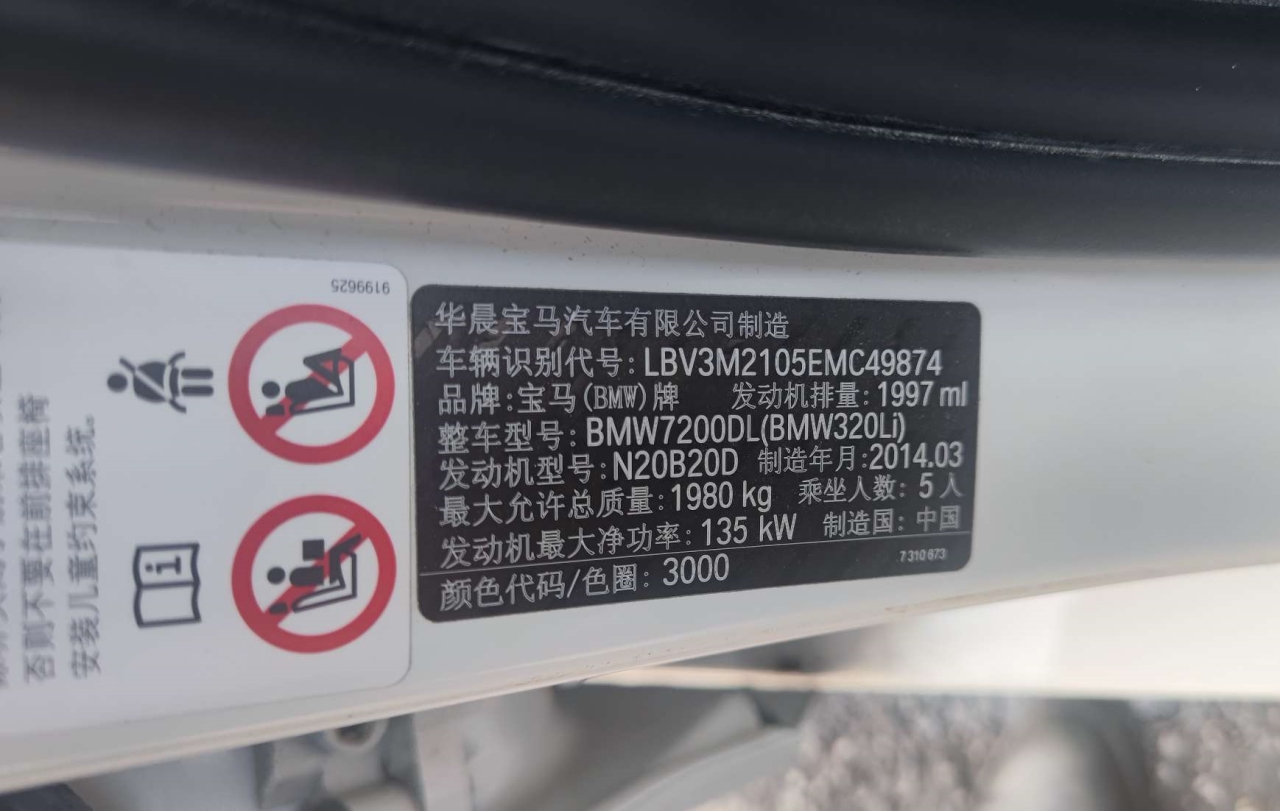 9199625
否则不要在前排座椅
安装儿童约束系统。
华晨宝马汽车有限公司制造
车辆识别代号: LBV3M2105EMC49874
品牌: 宝马(BMW)牌 发动机排量: 1997 ml
整车型号: BMW7200DL(BMW320Li)
发动机型号: N20B20D 制造年月: 2014.03
最大允许总质量: 1980 kg 乘坐人数: 5人
发动机最大净功率: 135 kW 制造国: 中国
颜色代码/色圈: 3000 7 310 673